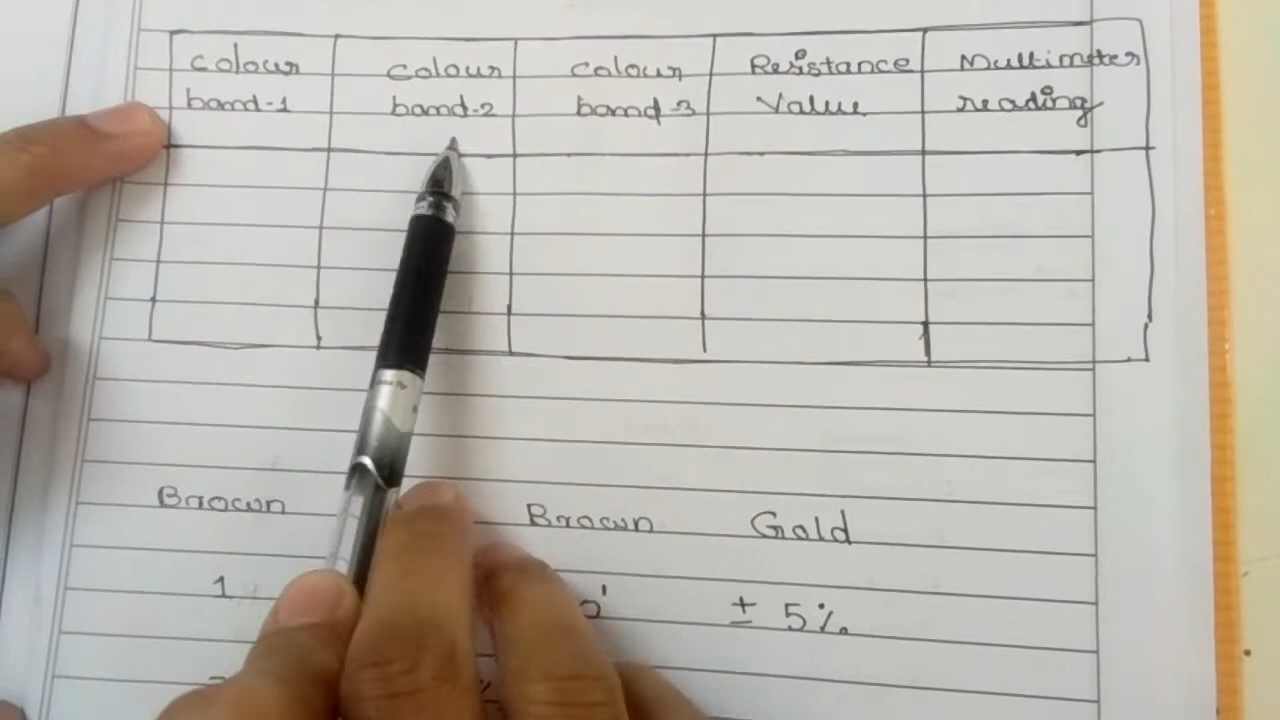 Colour Colour Colour Resistance Multimeter
band-1 band-2 band-3 Value reading
Brown Brown Gold
1 ± 5%